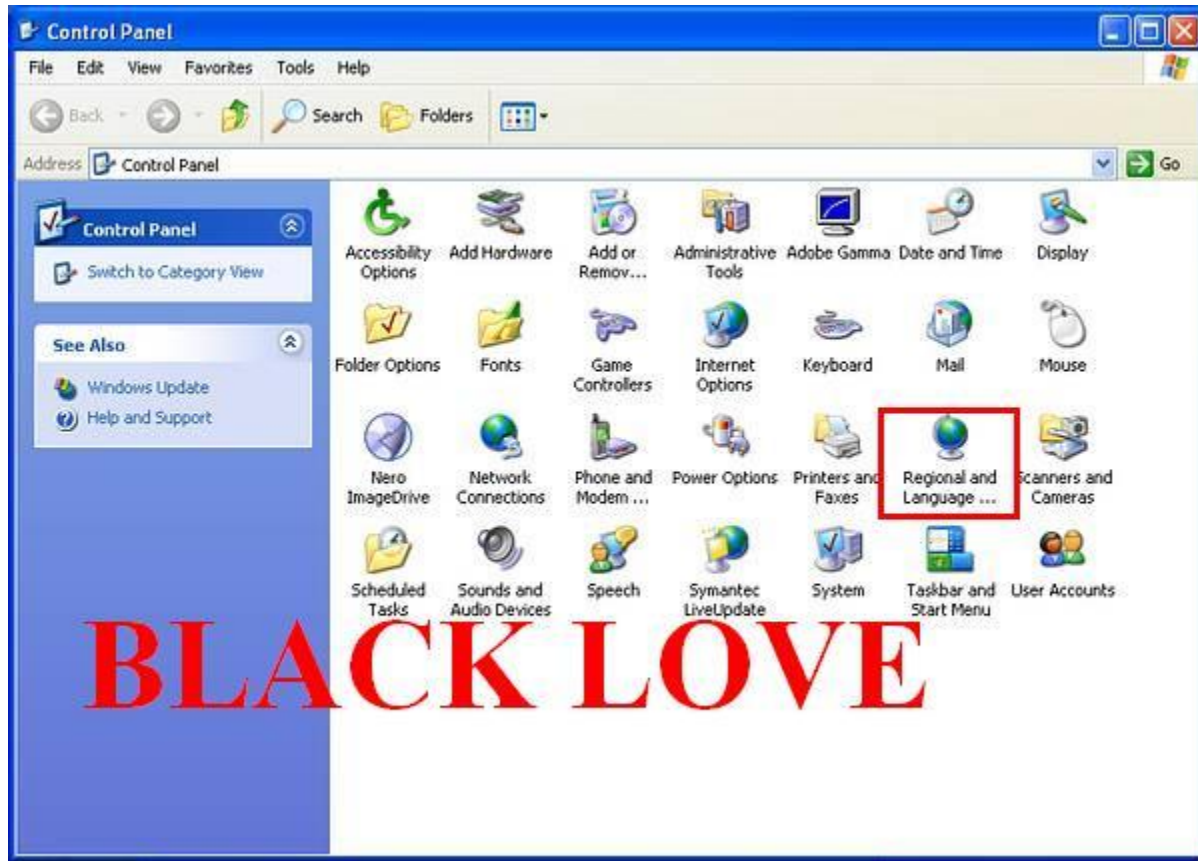 Control Panel
File Edit View Favorites Tools Help
Back Search Folders
Address Control Panel Go
Control Panel
Switch to Category View
See Also
Windows Update
Help and Support
Accessibility Options
Add Hardware
Add or Remov...
Administrative Tools
Adobe Gamma
Date and Time
Display
Folder Options
Fonts
Game Controllers
Internet Options
Keyboard
Mail
Mouse
Nero ImageDrive
Network Connections
Phone and Modem ...
Power Options
Printers and Faxes
Regional and Language ...
Scanners and Cameras
Scheduled Tasks
Sounds and Audio Devices
Speech
Symantec LiveUpdate
System
Taskbar and Start Menu
User Accounts
BLACK LOVE